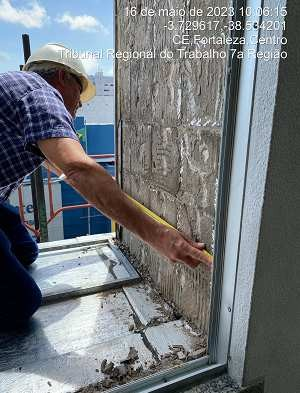 16 de maio de 2023 10:06:15
-3,729617,-38,534201
CE,Fortaleza,Centro
Tribunal Regional do Trabalho 7a Região